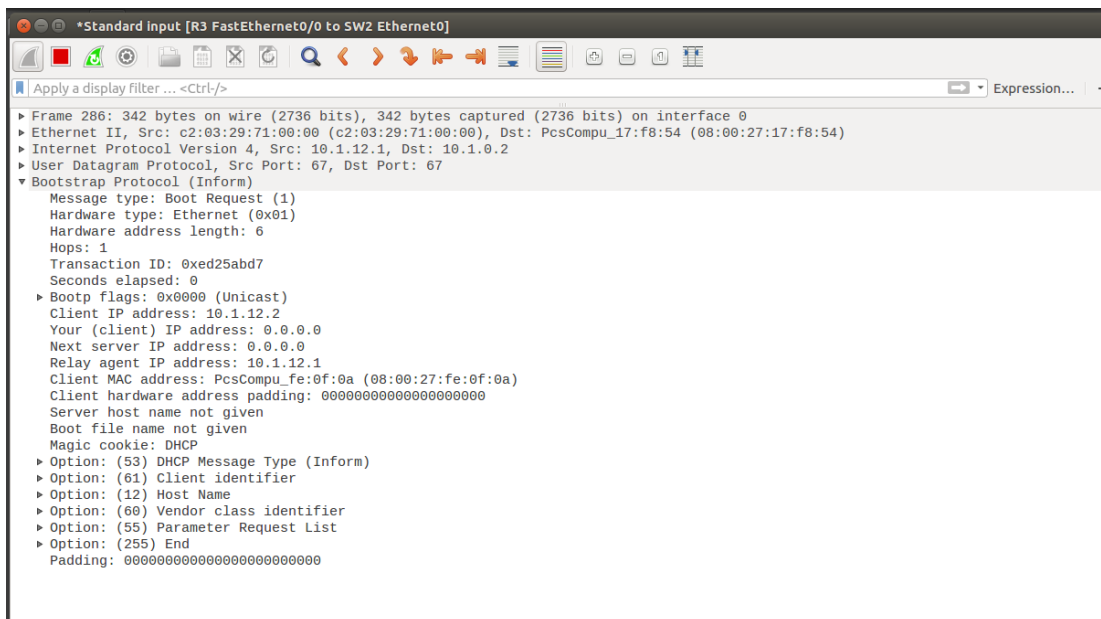 *Standard input [R3 FastEthernet0/0 to SW2 Ethernet0]
Apply a display filter … <Ctrl-/>
Expression…
Frame 286: 342 bytes on wire (2736 bits), 342 bytes captured (2736 bits) on interface 0
Ethernet II, Src: c2:03:29:71:00:00 (c2:03:29:71:00:00), Dst: PcsCompu_17:f8:54 (08:00:27:17:f8:54)
Internet Protocol Version 4, Src: 10.1.12.1, Dst: 10.1.0.2
User Datagram Protocol, Src Port: 67, Dst Port: 67
Bootstrap Protocol (Inform)
Message type: Boot Request (1)
Hardware type: Ethernet (0x01)
Hardware address length: 6
Hops: 1
Transaction ID: 0xed25abd7
Seconds elapsed: 0
Bootp flags: 0x0000 (Unicast)
Client IP address: 10.1.12.2
Your (client) IP address: 0.0.0.0
Next server IP address: 0.0.0.0
Relay agent IP address: 10.1.12.1
Client MAC address: PcsCompu_fe:0f:0a (08:00:27:fe:0f:0a)
Client hardware address padding: 00000000000000000000
Server host name not given
Boot file name not given
Magic cookie: DHCP
Option: (53) DHCP Message Type (Inform)
Option: (61) Client identifier
Option: (12) Host Name
Option: (60) Vendor class identifier
Option: (55) Parameter Request List
Option: (255) End
Padding: 000000000000000000000000